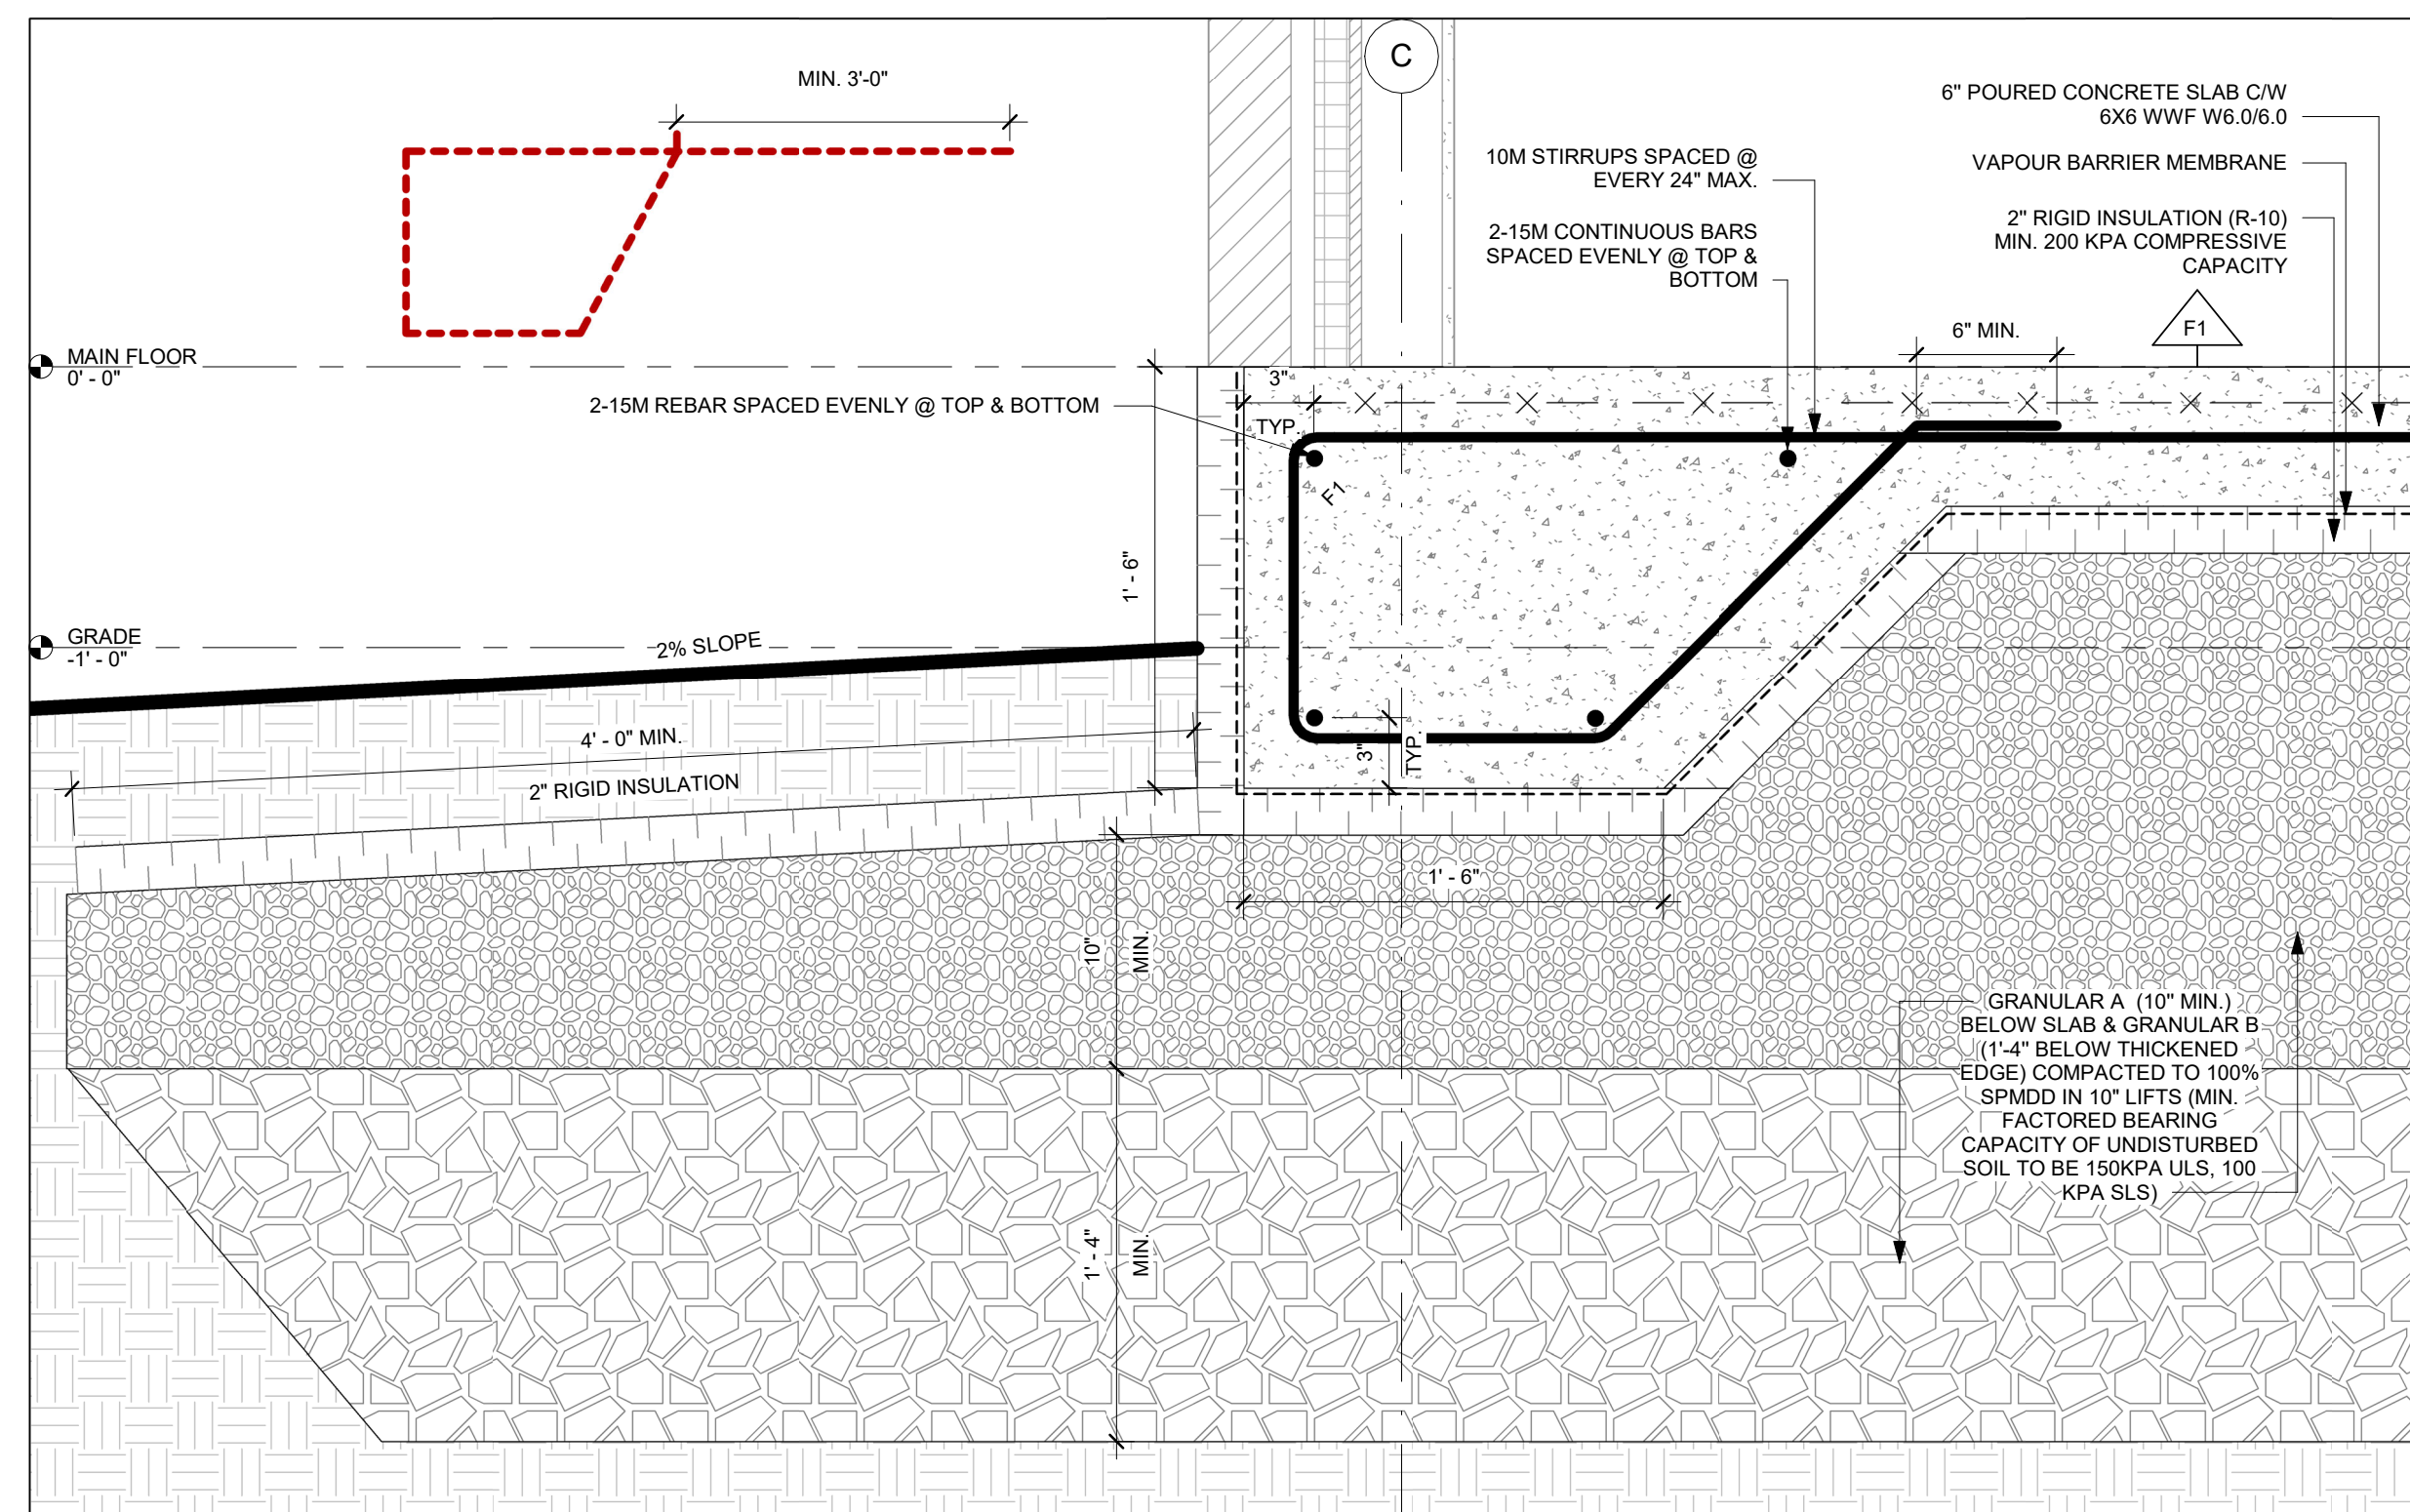 C
MIN. 3'-0"
6" POURED CONCRETE SLAB C/W
6X6 WWF W6.0/6.0
10M STIRRUPS SPACED @
EVERY 24" MAX.
VAPOUR BARRIER MEMBRANE
2-15M CONTINUOUS BARS
SPACED EVENLY @ TOP &
BOTTOM
2" RIGID INSULATION (R-10)
MIN. 200 KPA COMPRESSIVE
CAPACITY
6" MIN.
F1
MAIN FLOOR
0' - 0"
3"
TYP.
2-15M REBAR SPACED EVENLY @ TOP & BOTTOM
F1
1' - 6"
GRADE
-1' - 0"
2% SLOPE
4' - 0" MIN.
2" RIGID INSULATION
3"
TYP.
1' - 6"
10"
MIN.
1' - 4"
MIN.
GRANULAR A (10" MIN.)
BELOW SLAB & GRANULAR B
(1'-4" BELOW THICKENED
EDGE) COMPACTED TO 100%
SPMDD IN 10" LIFTS (MIN.
FACTORED BEARING
CAPACITY OF UNDISTURBED
SOIL TO BE 150KPA ULS, 100
KPA SLS)